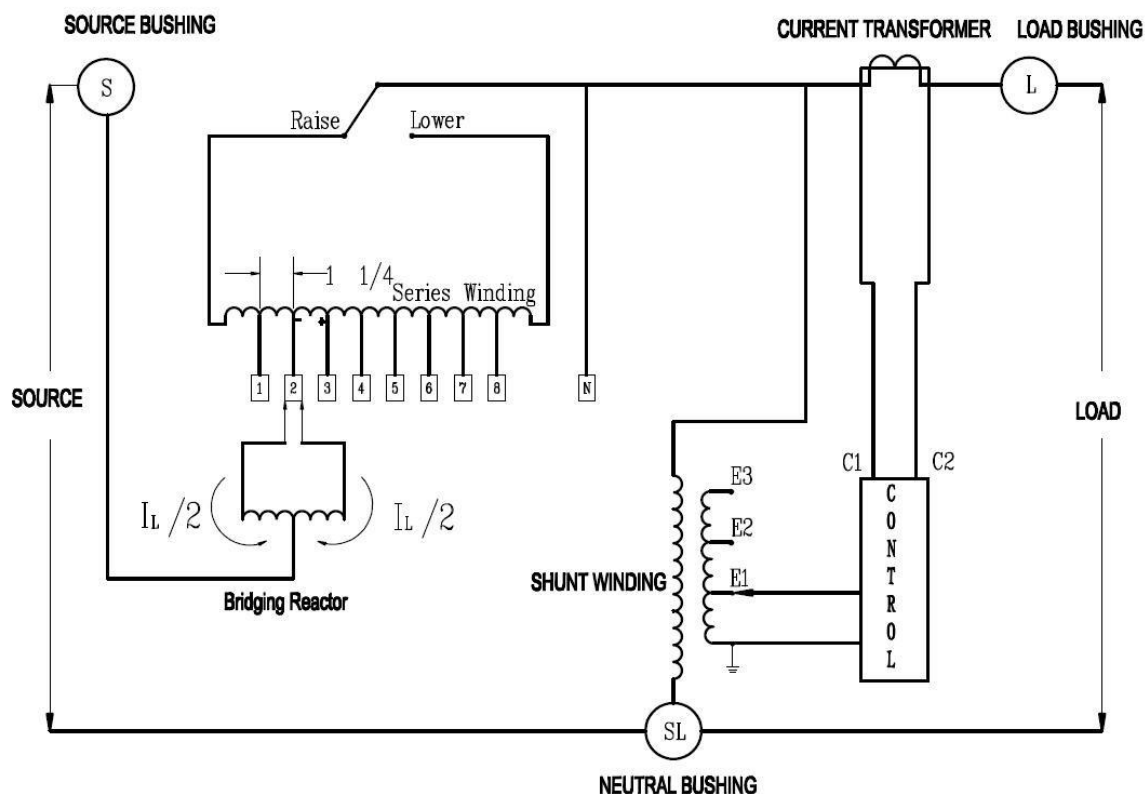 SOURCE BUSHING
CURRENT TRANSFORMER
LOAD BUSHING
S
L
Raise
Lower
1 1/4
Series Winding
- +
1 2 3 4 5 6 7 8 N
SOURCE
LOAD
C1
C2
E3
E2
E1
CONTROL
IL/2
IL/2
SHUNT WINDING
Bridging Reactor
SL
NEUTRAL BUSHING